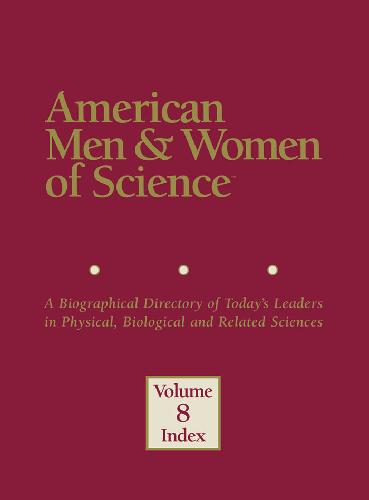 American
Men & Women
of Science™
A Biographical Directory of Today's Leaders
in Physical, Biological and Related Sciences
Volume
8
Index